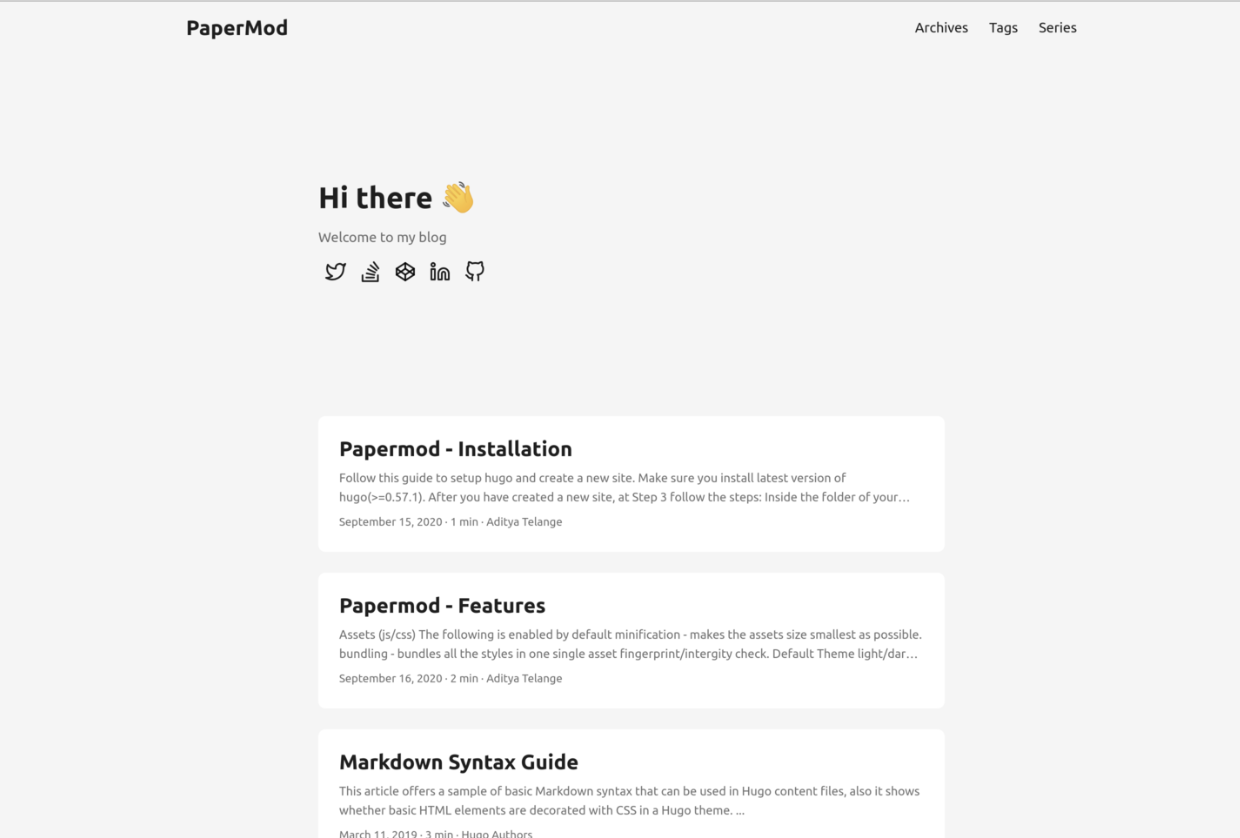 PaperMod
Archives Tags Series
Hi there 👋
Welcome to my blog
Papermod - Installation
Follow this guide to setup hugo and create a new site. Make sure you install latest version of
hugo(>=0.57.1). After you have created a new site, at Step 3 follow the steps: Inside the folder of your…
September 15, 2020 · 1 min · Aditya Telange
Papermod - Features
Assets (js/css) The following is enabled by default minification - makes the assets size smallest as possible.
bundling - bundles all the styles in one single asset fingerprint/intergity check. Default Theme light/dar…
September 16, 2020 · 2 min · Aditya Telange
Markdown Syntax Guide
This article offers a sample of basic Markdown syntax that can be used in Hugo content files, also it shows
whether basic HTML elements are decorated with CSS in a Hugo theme. ...
March 11, 2019 · 3 min · Hugo Authors